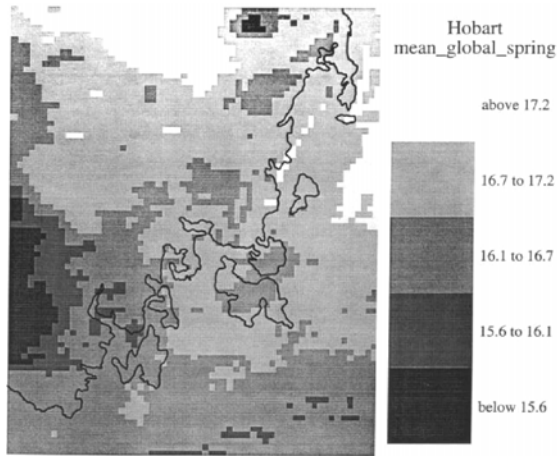 Hobart
mean_global_spring
above 17.2
16.7 to 17.2
16.1 to 16.7
15.6 to 16.1
below 15.6